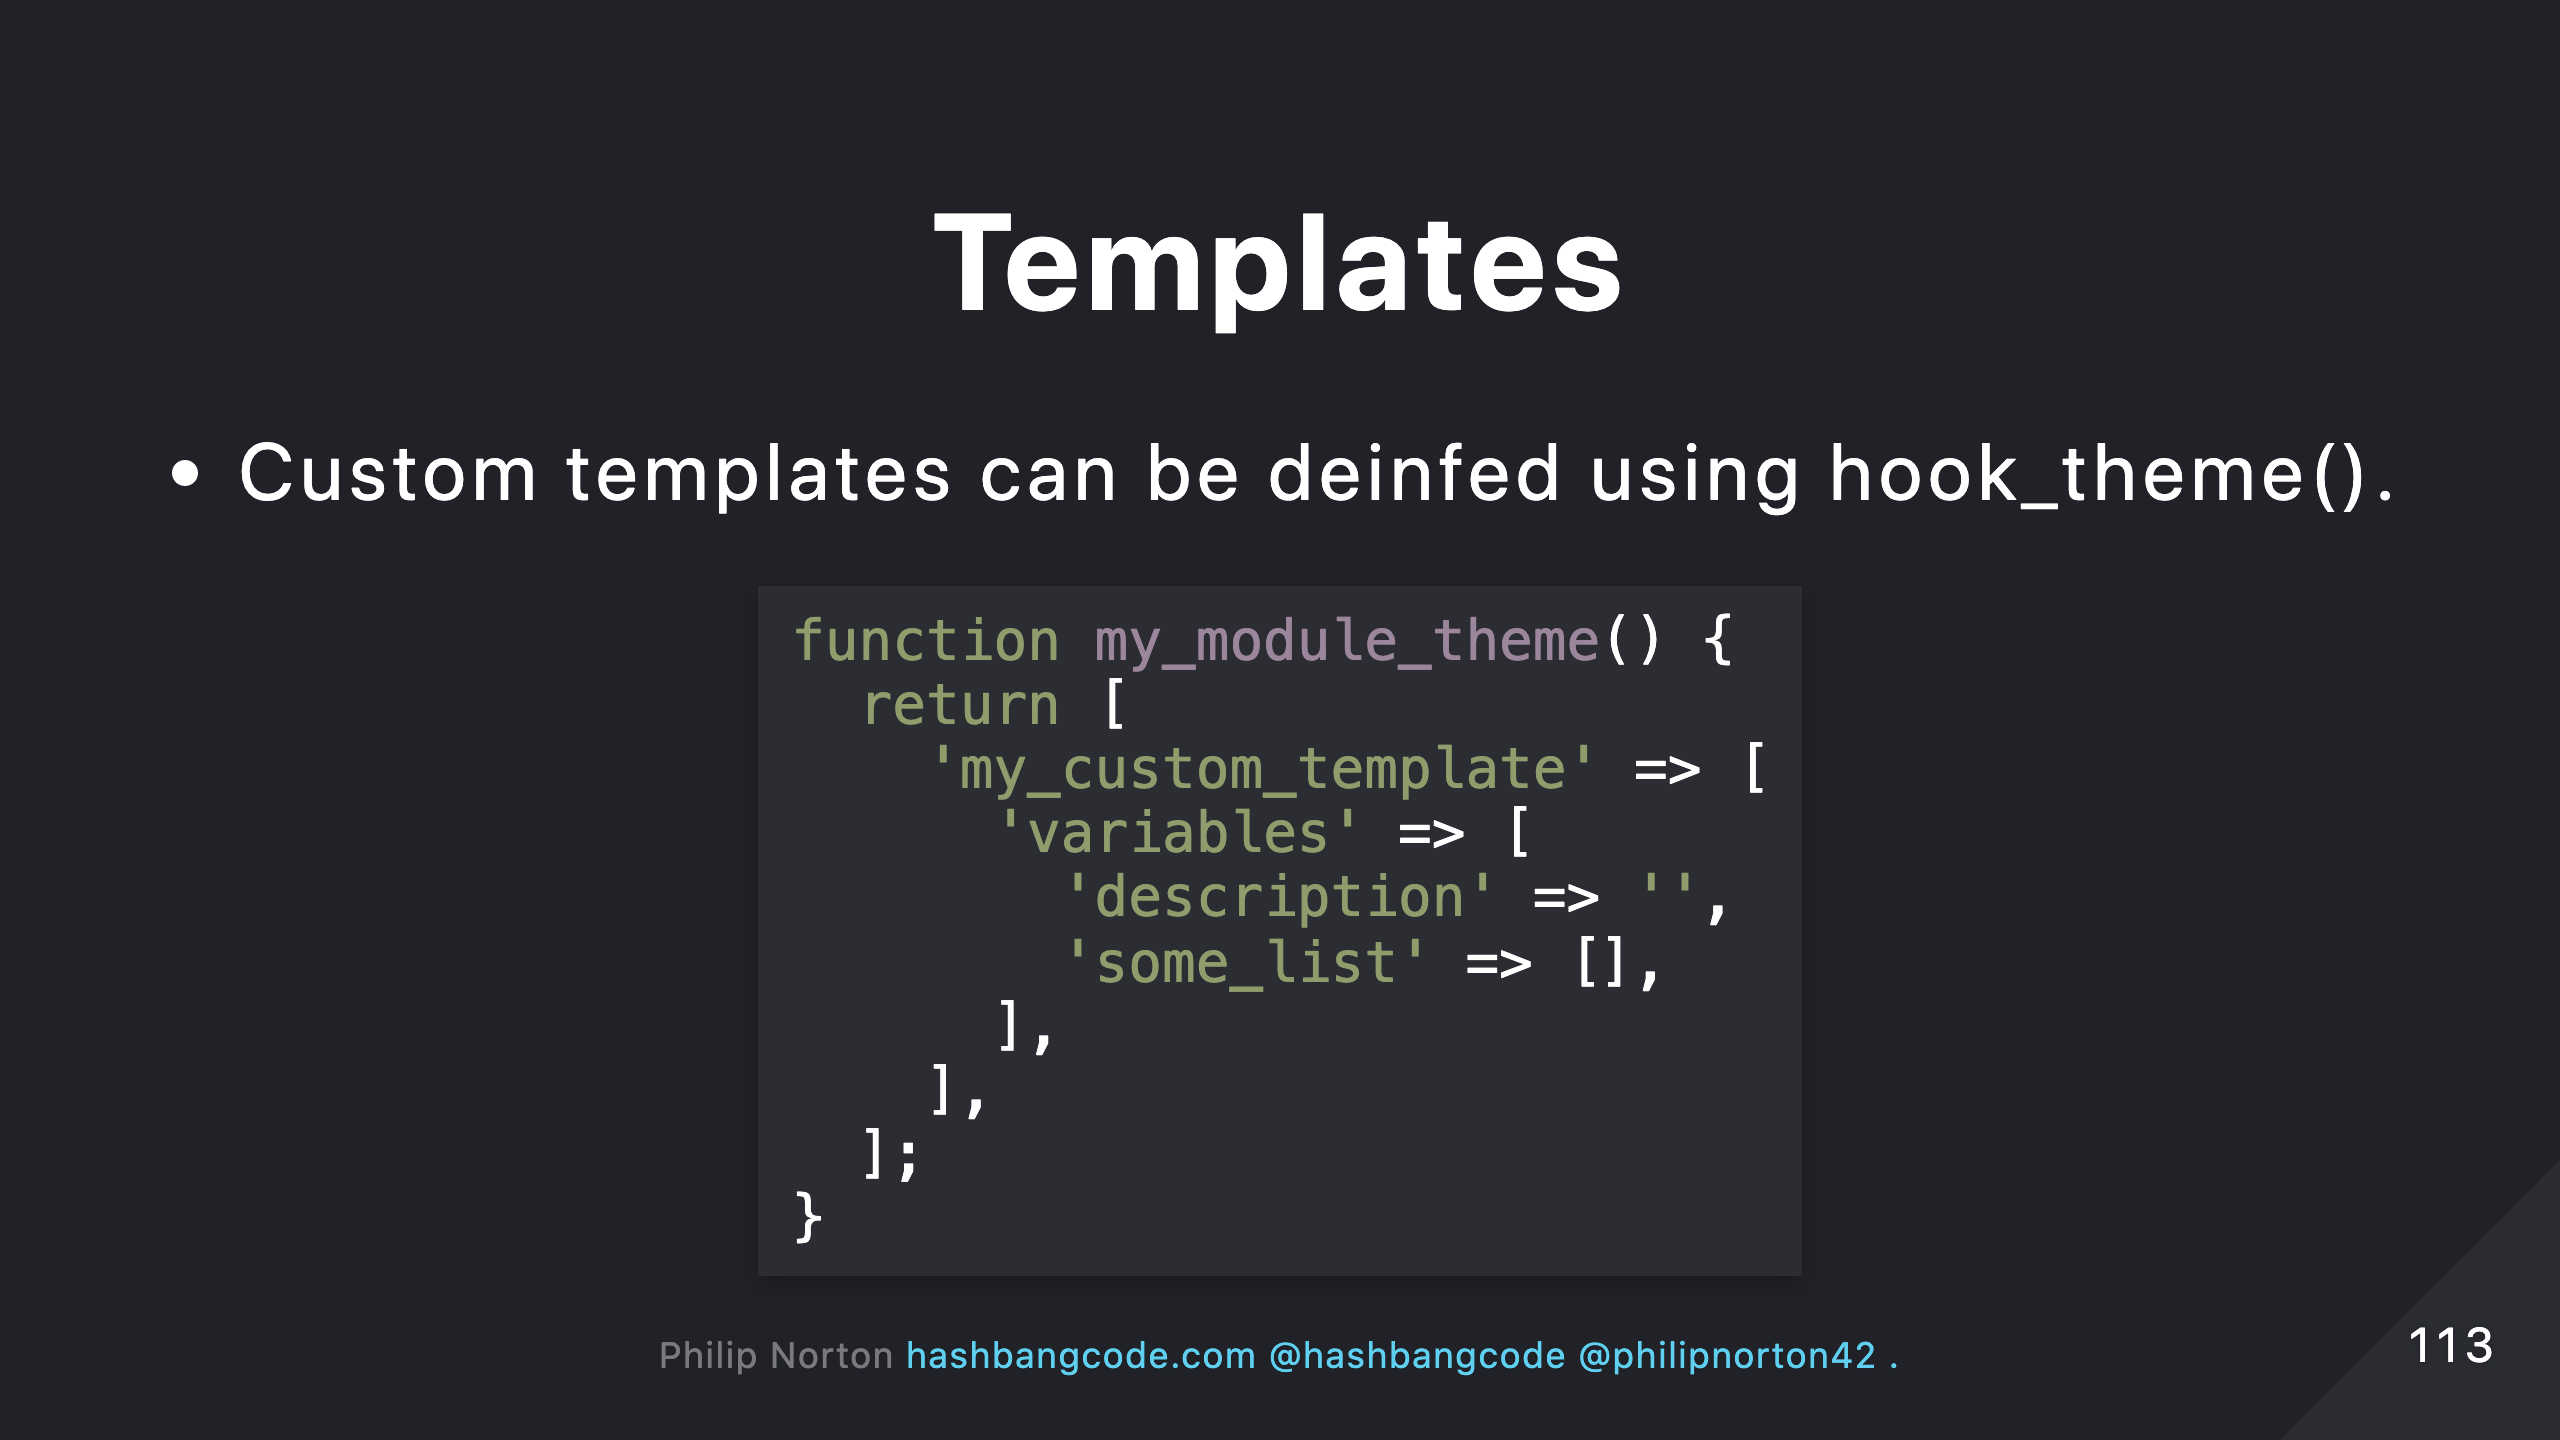 Templates
• Custom templates can be deinfed using hook_theme().
function my_module_theme() {
  return [
    'my_custom_template' => [
      'variables' => [
        'description' => '',
        'some_list' => [],
      ],
    ],
  ];
}
Philip Norton hashbangcode.com @hashbangcode @philipnorton42 .
113